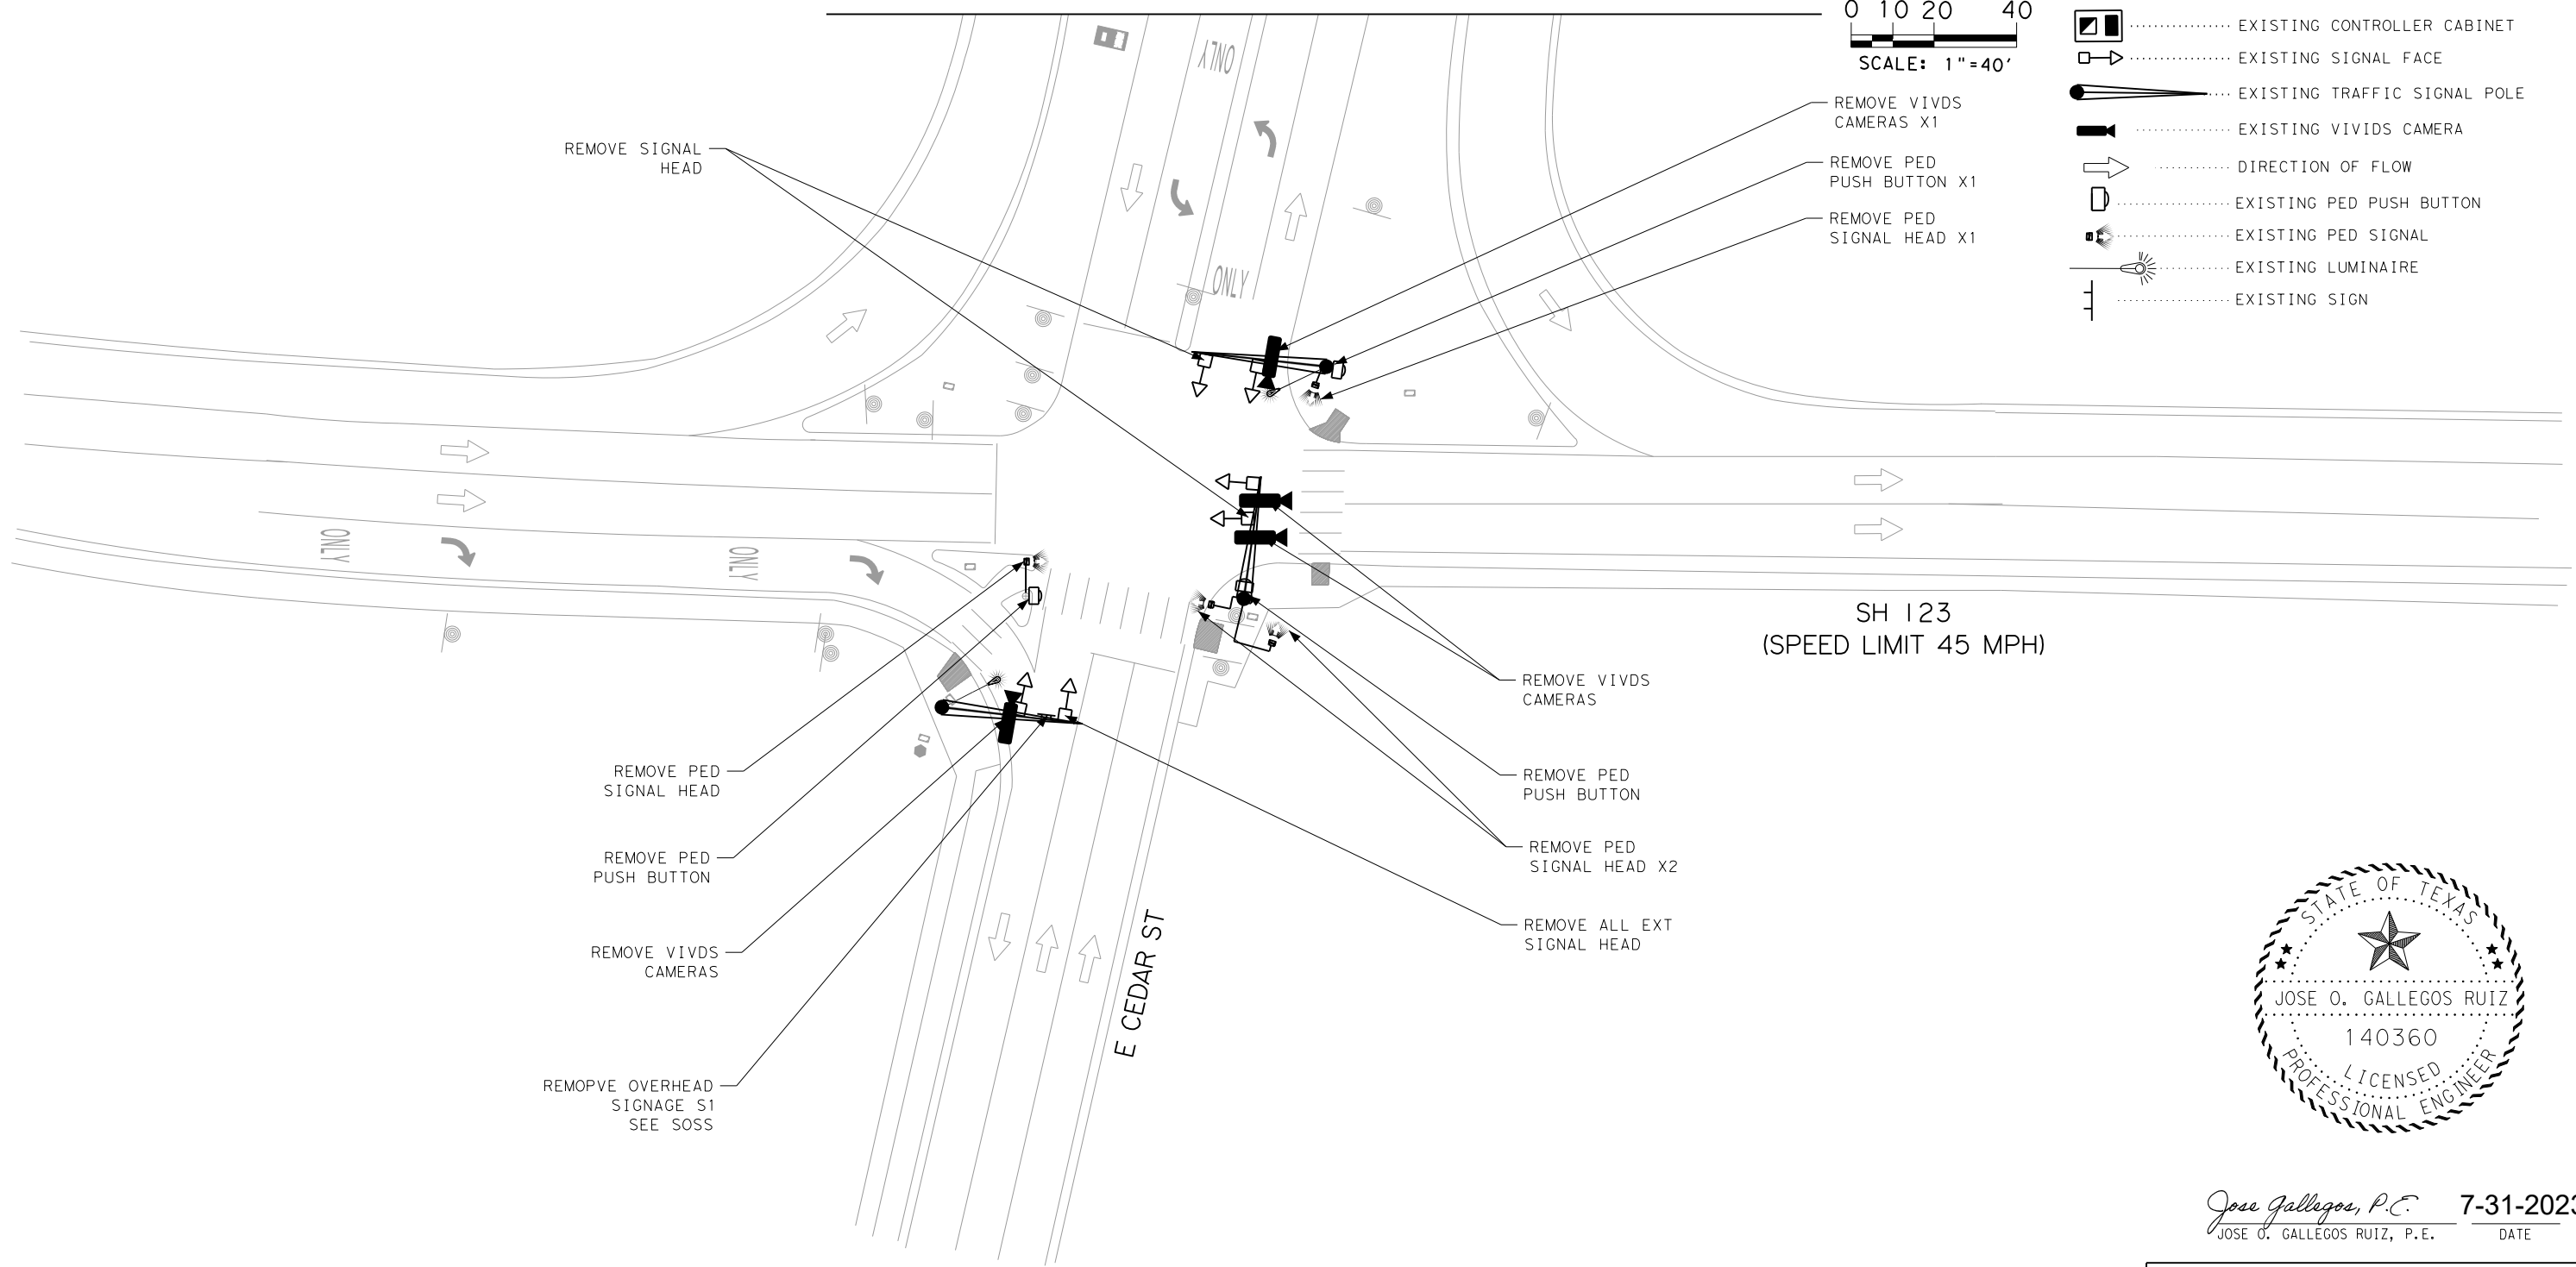 0 10 20 40
SCALE: 1"=40'
EXISTING CONTROLLER CABINET
EXISTING SIGNAL FACE
EXISTING TRAFFIC SIGNAL POLE
EXISTING VIVIDS CAMERA
DIRECTION OF FLOW
EXISTING PED PUSH BUTTON
EXISTING PED SIGNAL
EXISTING LUMINAIRE
EXISTING SIGN
ONLY
REMOVE SIGNAL
HEAD
REMOVE VIVDS
CAMERAS X1
REMOVE PED
PUSH BUTTON X1
REMOVE PED
SIGNAL HEAD X1
ONLY
ONLY
ONLY
SH 123
(SPEED LIMIT 45 MPH)
REMOVE VIVDS
CAMERAS
REMOVE PED
SIGNAL HEAD
REMOVE PED
PUSH BUTTON
REMOVE PED
PUSH BUTTON
REMOVE PED
SIGNAL HEAD X2
REMOVE VIVDS
CAMERAS
REMOVE ALL EXT
SIGNAL HEAD
E CEDAR ST
REMOPVE OVERHEAD
SIGNAGE S1
SEE SOSS
STATE OF TEXAS
JOSE O. GALLEGOS RUIZ
140360
LICENSED
PROFESSIONAL ENGINEER
Jose Gallegos, P.E. 7-31-2023
JOSE O. GALLEGOS RUIZ, P.E. DATE